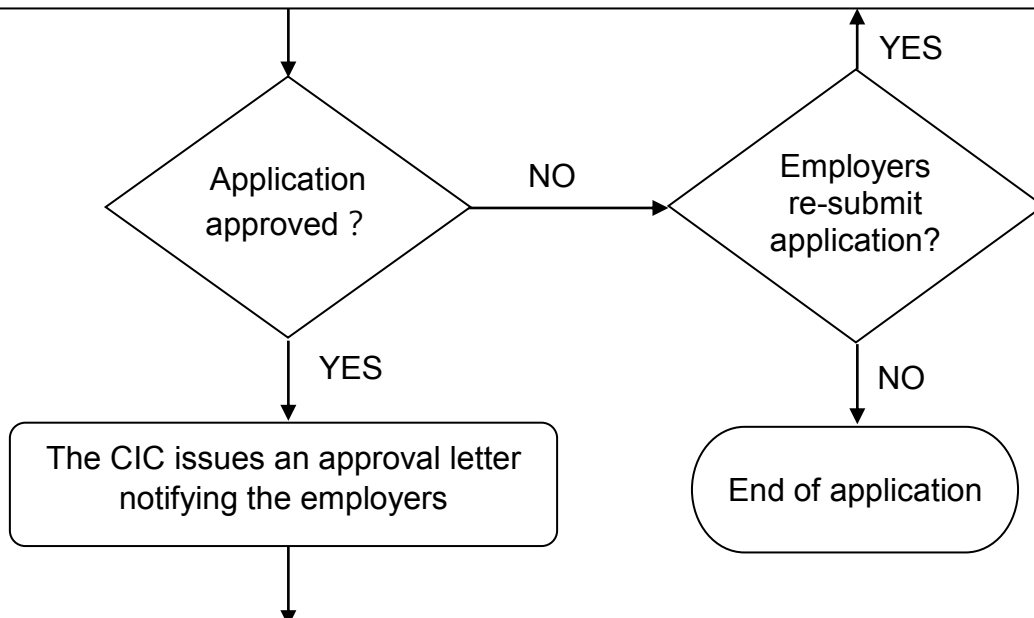 YES
Application
approved ?
NO
Employers
re-submit
application?
YES
NO
The CIC issues an approval letter
notifying the employers
End of application